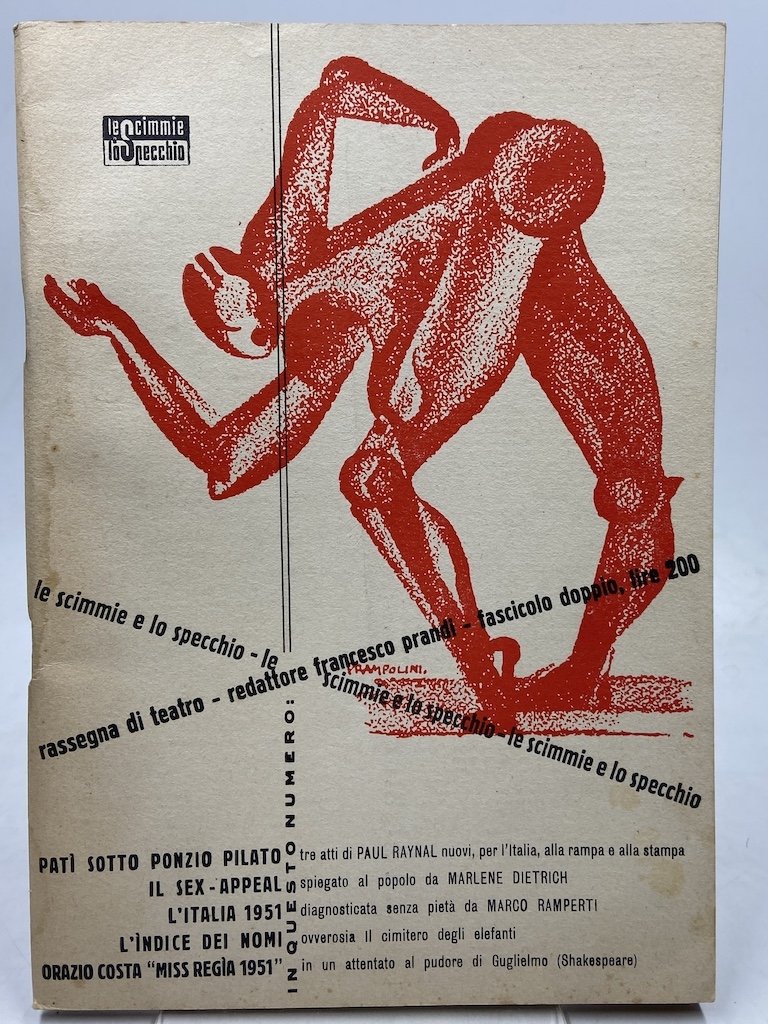 le Scimmie
lo Specchio
le scimmie e lo specchio - le
scimmie e lo specchio - le scimmie e lo specchio
rassegna di teatro - redattore francesco prandi - fascicolo doppio, lire 200
PRAMPOLINI.
IN QUESTO NUMERO:
PATÌ SOTTO PONZIO PILATO tre atti di PAUL RAYNAL nuovi, per l'Italia, alla rampa e alla stampa
IL SEX-APPEAL spiegato al popolo da MARLENE DIETRICH
L'ITALIA 1951 diagnosticata senza pietà da MARCO RAMPERTI
L'ÌNDICE DEI NOMI ovverosia Il cimitero degli elefanti
ORAZIO COSTA "MISS REGÌA 1951" in un attentato al pudore di Guglielmo (Shakespeare)